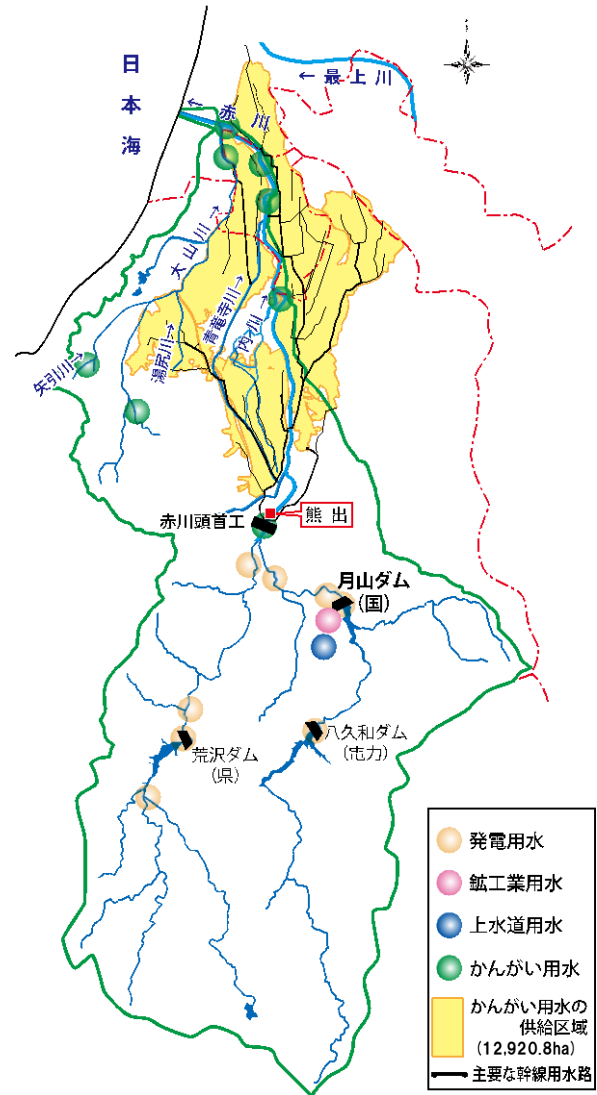 日本海
←最上川
←赤川
大山川→
青竜寺川→
内川→
湯尻川→
矢引川→
赤川頭首工
熊出
月山ダム
(国)
荒沢ダム
(県)
八久和ダム
発電用水
鉱工業用水
上水道用水
かんがい用水
かんがい用水の
供給区域
(12,920.8ha)
主要な幹線用水路